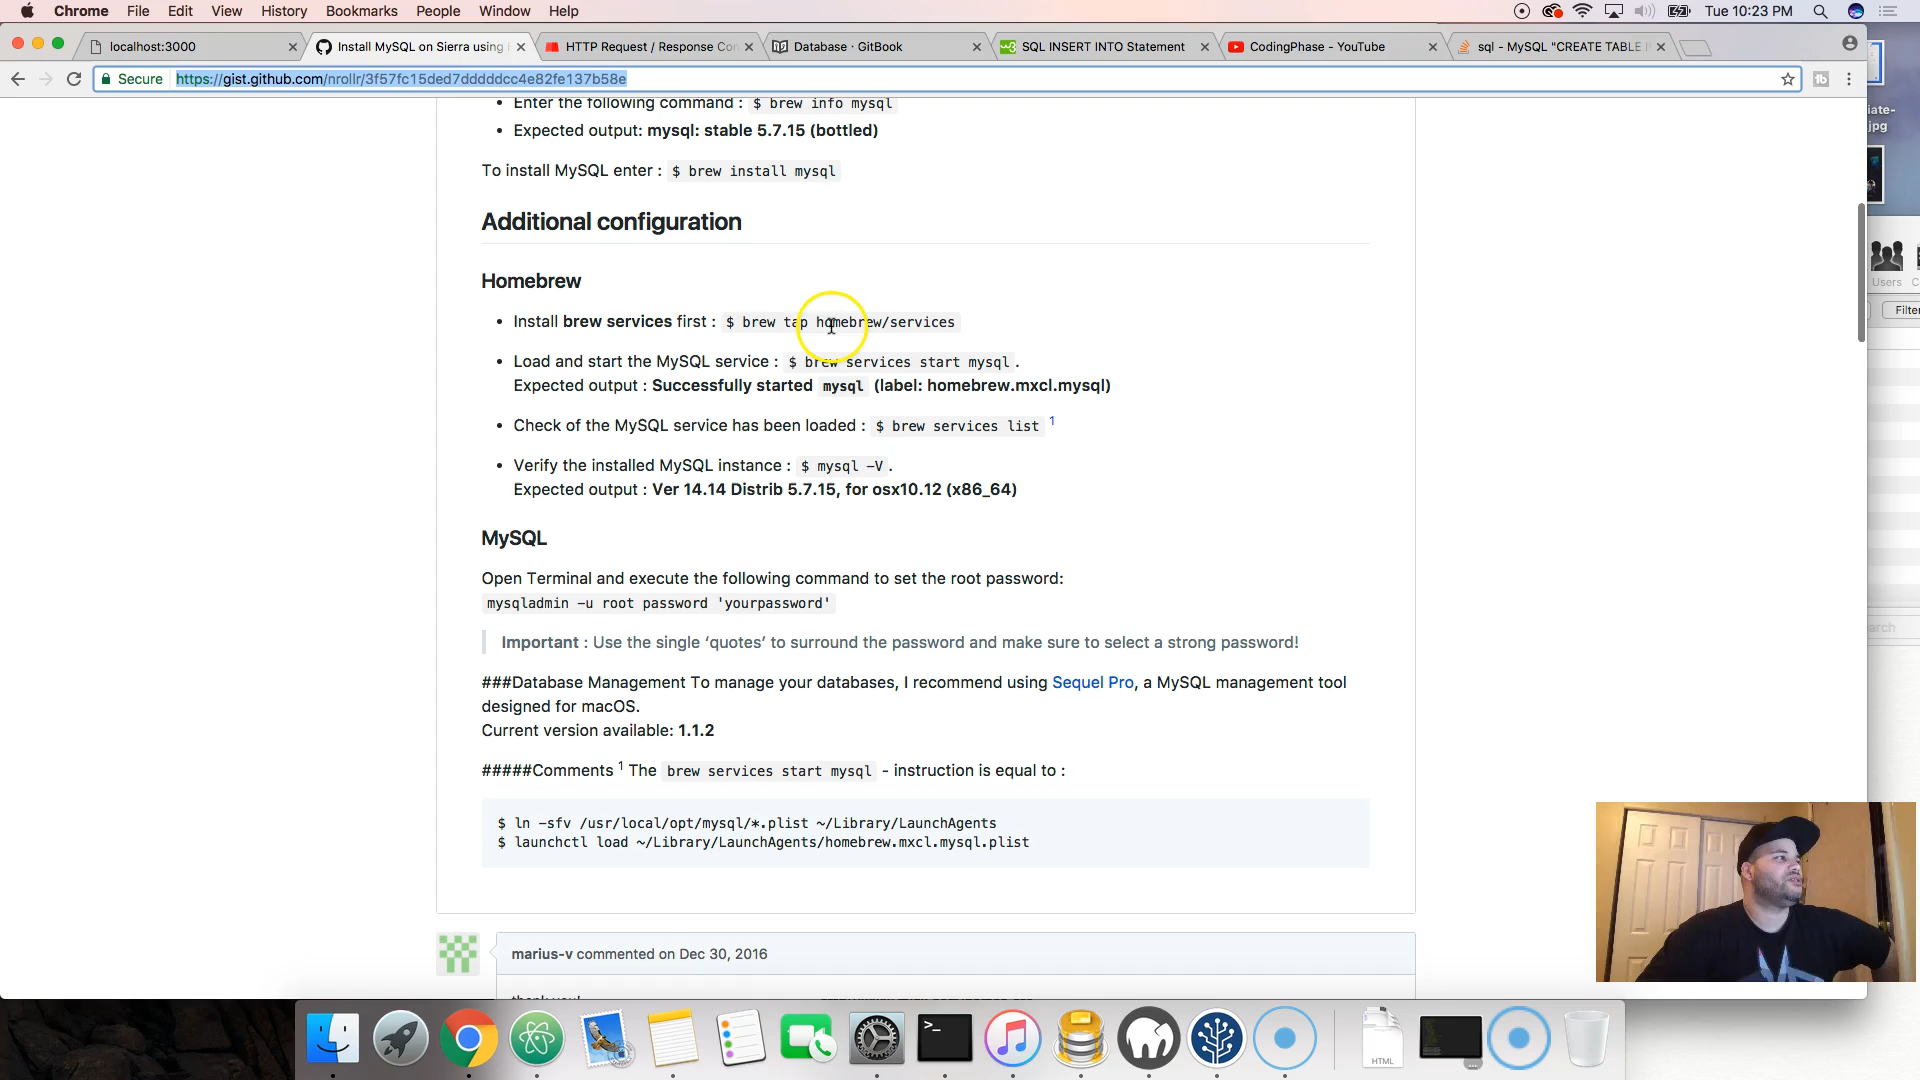 Chrome File Edit View History Bookmarks People Window Help Tue 10:23 PM
localhost:3000 Install MySQL on Sierra using HTTP Request / Response Con Database · GitBook SQL INSERT INTO Statement CodingPhase - YouTube sql - MySQL "CREATE TABLE I
Secure https://gist.github.com/nrollr/3f57fc15ded7dddddcc4e82fe137b58e
iate-
jpg
• Enter the following command : $ brew info mysql
• Expected output: mysql: stable 5.7.15 (bottled)
To install MySQL enter : $ brew install mysql
Additional configuration
Users
Homebrew
Filter
• Install brew services first : $ brew tap homebrew/services
• Load and start the MySQL service : $ brew services start mysql .
Expected output : Successfully started mysql (label: homebrew.mxcl.mysql)
• Check of the MySQL service has been loaded : $ brew services list 1
• Verify the installed MySQL instance : $ mysql -V .
Expected output : Ver 14.14 Distrib 5.7.15, for osx10.12 (x86_64)
MySQL
Open Terminal and execute the following command to set the root password:
mysqladmin -u root password 'yourpassword'
arch
Important : Use the single ‘quotes’ to surround the password and make sure to select a strong password!
###Database Management To manage your databases, I recommend using Sequel Pro, a MySQL management tool
designed for macOS.
Current version available: 1.1.2
#####Comments 1 The brew services start mysql - instruction is equal to :
$ ln -sfv /usr/local/opt/mysql/*.plist ~/Library/LaunchAgents
$ launchctl load ~/Library/LaunchAgents/homebrew.mxcl.mysql.plist
marius-v commented on Dec 30, 2016
thank you!
HTML